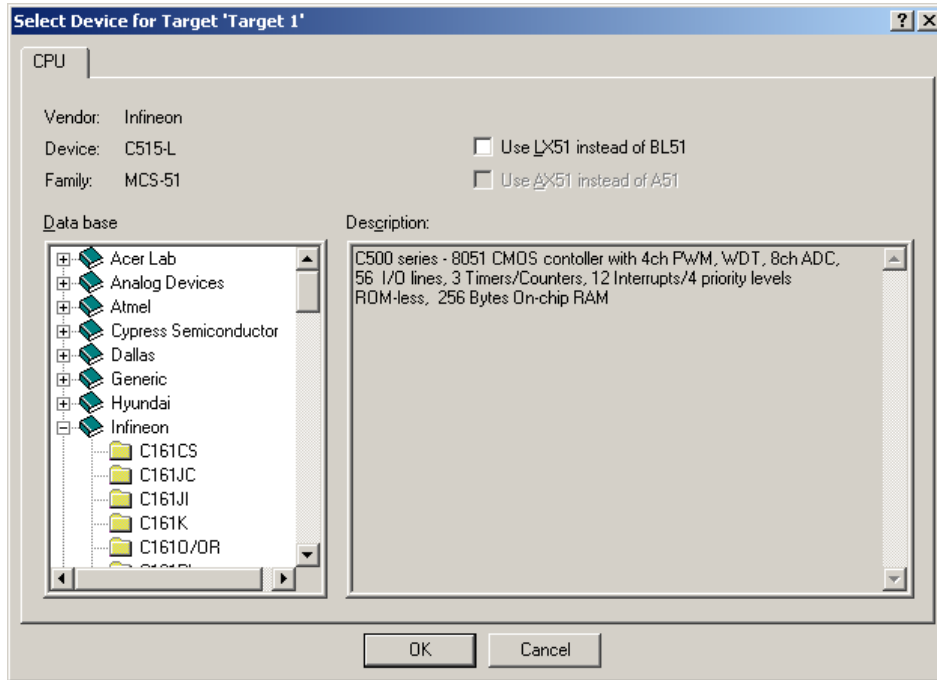 Select Device for Target 'Target 1'
CPU
Vendor: Infineon
Device: C515-L
Family: MCS-51
Use LX51 instead of BL51
Use AX51 instead of A51
Data base
Acer Lab
Analog Devices
Atmel
Cypress Semiconductor
Dallas
Generic
Hyundai
Infineon
C161CS
C161JC
C161JI
C161K
C161O/OR
Description:
C500 series - 8051 CMOS contoller with 4ch PWM, WDT, 8ch ADC,
56 I/O lines, 3 Timers/Counters, 12 Interrupts/4 priority levels
ROM-less, 256 Bytes On-chip RAM
OK
Cancel